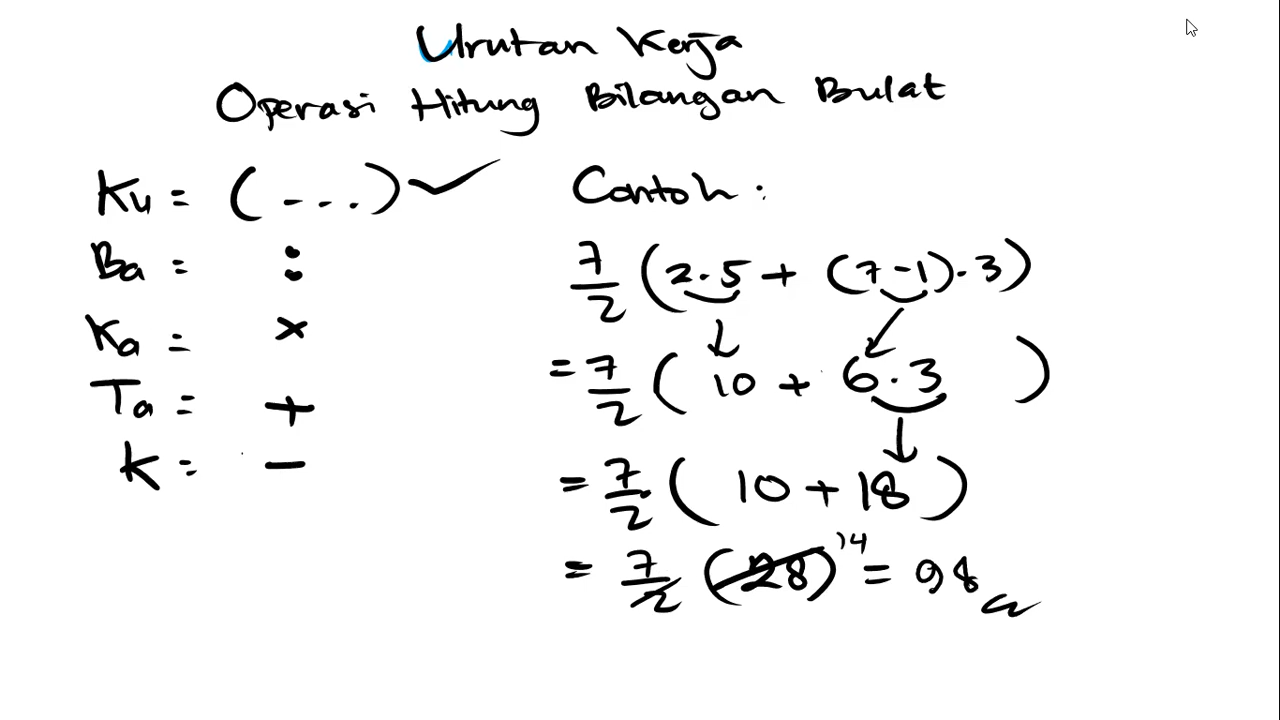 Urutan Kerja
Operasi Hitung Bilangan Bulat
Ku = (...) ✓
Ba = :
Ka = ×
Ta = +
k = −
Contoh :
7/2 (2·5 + (7-1)·3)
= 7/2 ( 10 + 6·3 )
= 7/2 ( 10 + 18 )
= 7/2 (28) 14 = 98